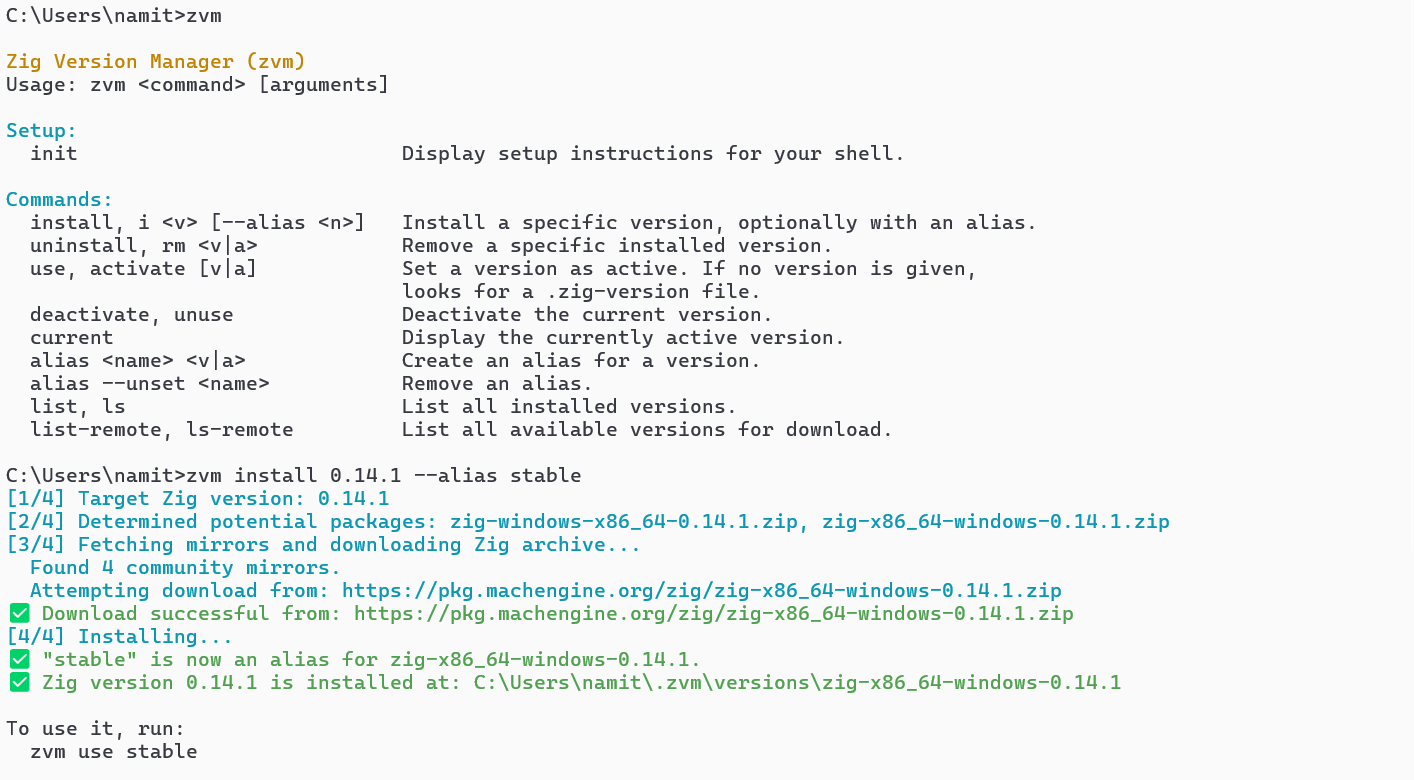 C:\Users\namit>zvm
Zig Version Manager (zvm)
Usage: zvm <command> [arguments]
Setup:
  init                           Display setup instructions for your shell.
Commands:
  install, i <v> [--alias <n>]   Install a specific version, optionally with an alias.
  uninstall, rm <v|a>            Remove a specific installed version.
  use, activate [v|a]            Set a version as active. If no version is given,
                                 looks for a .zig-version file.
  deactivate, unuse              Deactivate the current version.
  current                        Display the currently active version.
  alias <name> <v|a>             Create an alias for a version.
  alias --unset <name>           Remove an alias.
  list, ls                       List all installed versions.
  list-remote, ls-remote         List all available versions for download.
C:\Users\namit>zvm install 0.14.1 --alias stable
[1/4] Target Zig version: 0.14.1
[2/4] Determined potential packages: zig-windows-x86_64-0.14.1.zip, zig-x86_64-windows-0.14.1.zip
[3/4] Fetching mirrors and downloading Zig archive...
  Found 4 community mirrors.
  Attempting download from: https://pkg.machengine.org/zig/zig-x86_64-windows-0.14.1.zip
✅ Download successful from: https://pkg.machengine.org/zig/zig-x86_64-windows-0.14.1.zip
[4/4] Installing...
✅ "stable" is now an alias for zig-x86_64-windows-0.14.1.
✅ Zig version 0.14.1 is installed at: C:\Users\namit\.zvm\versions\zig-x86_64-windows-0.14.1
To use it, run:
  zvm use stable